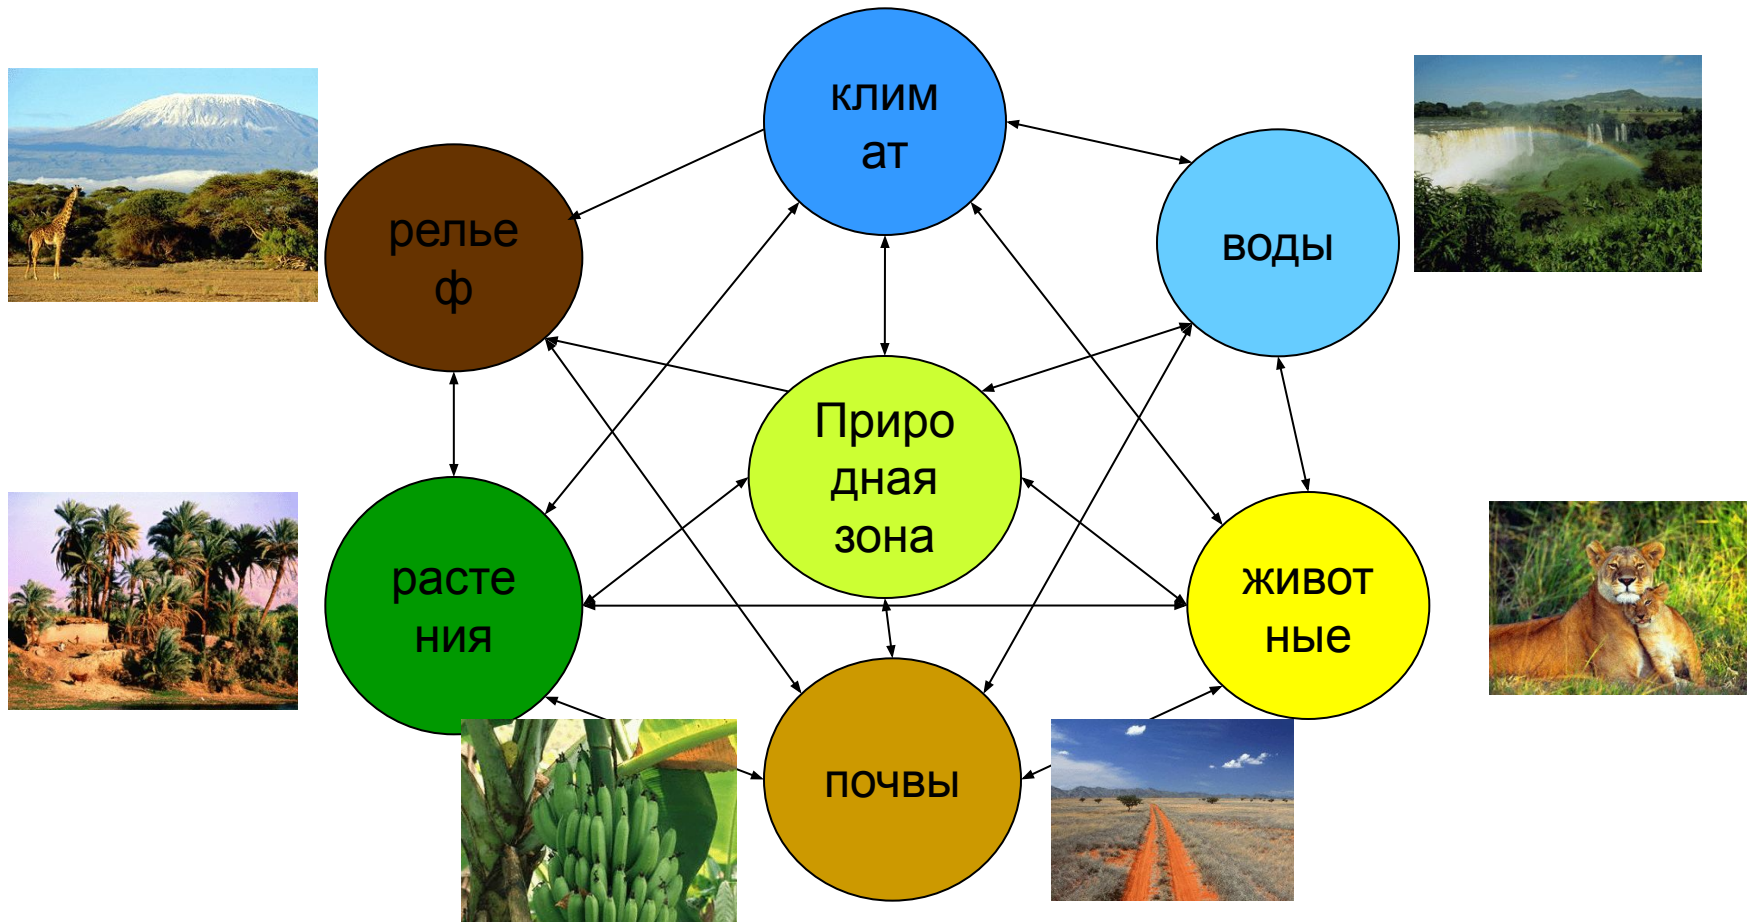 клим
ат
релье
ф
воды
Приро
дная
зона
расте
ния
живот
ные
почвы